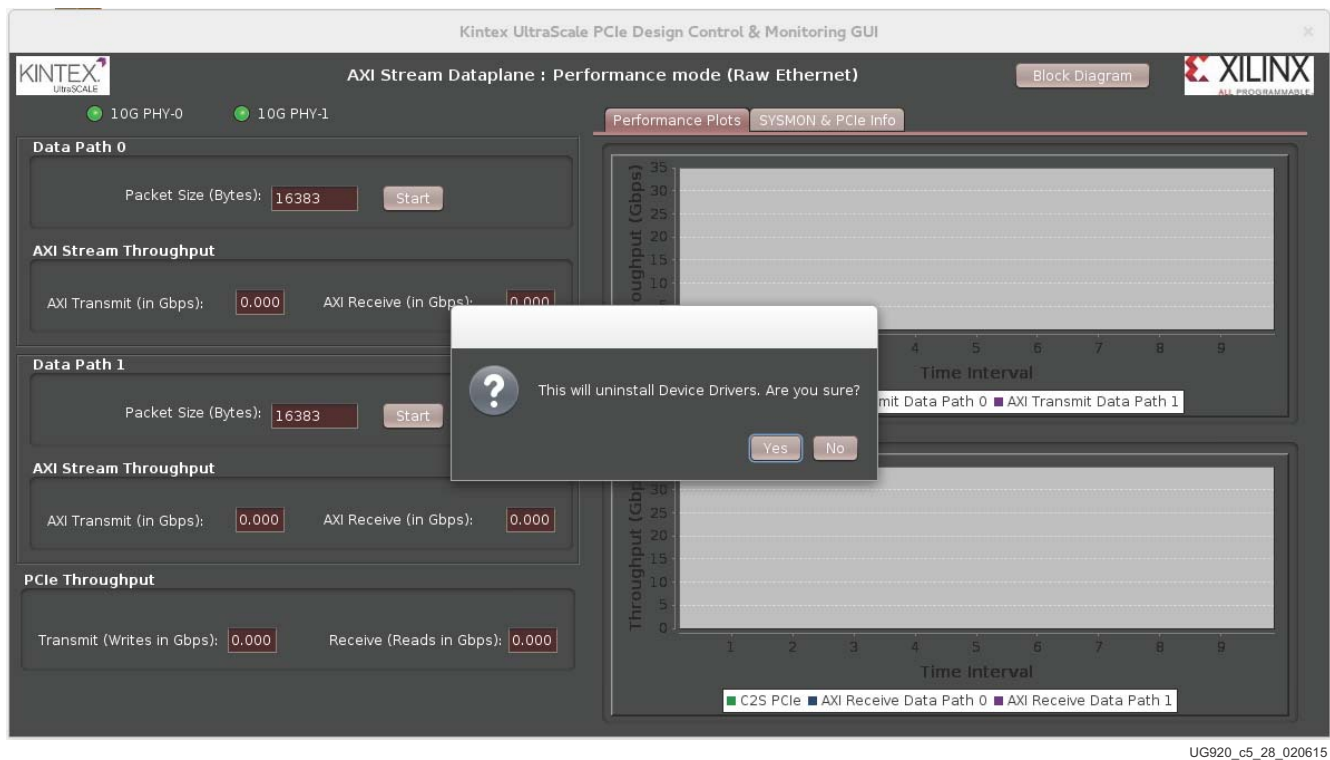 Kintex UltraScale PCIe Design Control & Monitoring GUI
KINTEX
UltraSCALE
AXI Stream Dataplane : Performance mode (Raw Ethernet)
Block Diagram
XILINX
ALL PROGRAMMABLE
10G PHY-0 10G PHY-1
Performance Plots SYSMON & PCIe Info
Data Path 0
Packet Size (Bytes): 16383 Start
AXI Stream Throughput
AXI Transmit (in Gbps): 0.000 AXI Receive (in Gbps): 0.000
Data Path 1
Packet Size (Bytes): 16383 Start
AXI Stream Throughput
AXI Transmit (in Gbps): 0.000 AXI Receive (in Gbps): 0.000
PCIe Throughput
Transmit (Writes in Gbps): 0.000 Receive (Reads in Gbps): 0.000
This will uninstall Device Drivers. Are you sure?
Yes No
(Gbps)
35
30
25
20
15
10
4 5 6 7 8 9
Time Interval
Data Path 0 AXI Transmit Data Path 1
Throughput
30
25
20
15
10
5
0
1 2 3 4 5 6 7 8 9
Time Interval
C2S PCIe AXI Receive Data Path 0 AXI Receive Data Path 1
UG920_c5_28_020615